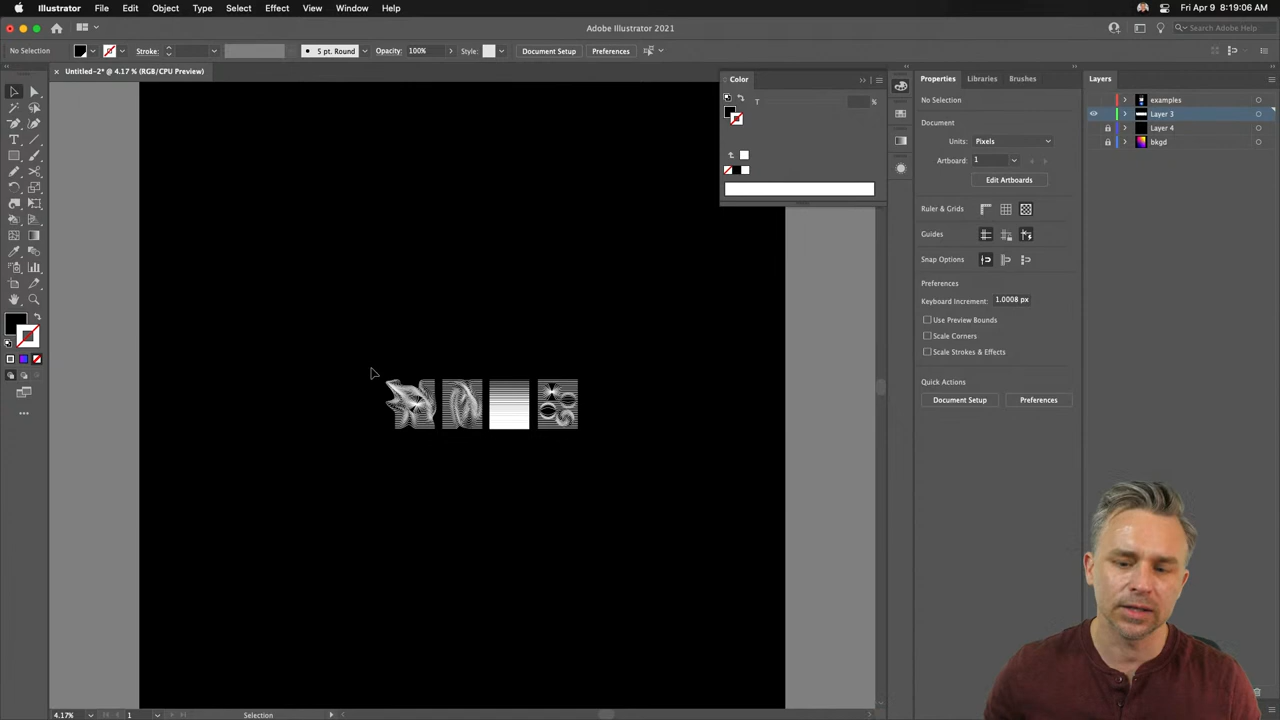 Illustrator File Edit Object Type Select Effect View Window Help
Fri Apr 9 8:19:06 AM
Adobe Illustrator 2021
Search Adobe Help
No Selection
Stroke:
5 pt. Round
Opacity: 100%
Style:
Document Setup
Preferences
× Untitled-2* @ 4.17 % (RGB/CPU Preview)
Color
T
%
Properties
Libraries
Brushes
No Selection
Document
Units: Pixels
Artboard: 1
Edit Artboards
Ruler & Grids
Guides
Snap Options
Preferences
Keyboard Increment: 1.0008 px
Use Preview Bounds
Scale Corners
Scale Strokes & Effects
Quick Actions
Document Setup
Preferences
Layers
examples
Layer 3
Layer 4
bkgd
4.17%
1
Selection